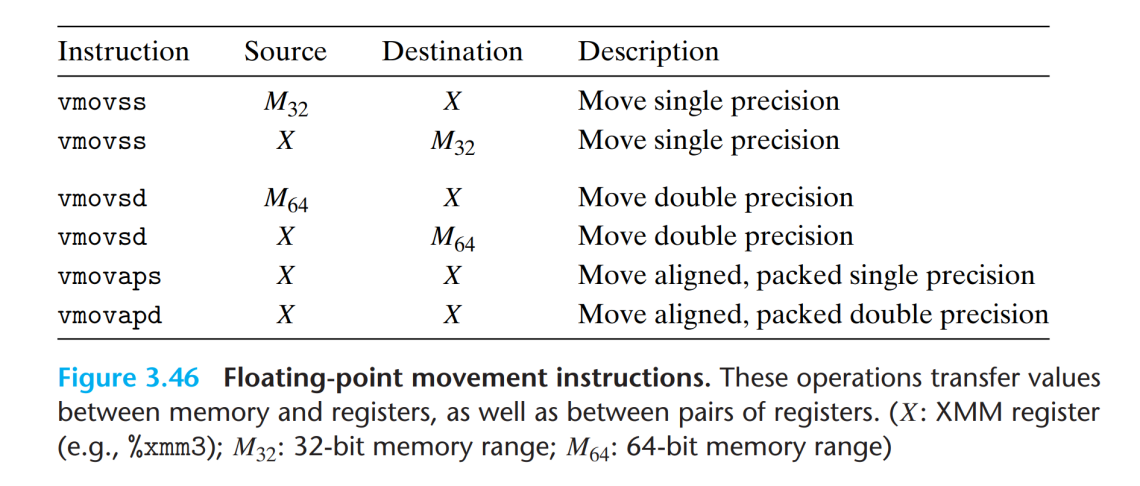 Instruction Source Destination Description
vmovss M32 X Move single precision
vmovss X M32 Move single precision
vmovsd M64 X Move double precision
vmovsd X M64 Move double precision
vmovaps X X Move aligned, packed single precision
vmovapd X X Move aligned, packed double precision
Figure 3.46 Floating-point movement instructions. These operations transfer values
between memory and registers, as well as between pairs of registers. (X: XMM register
(e.g., %xmm3); M32: 32-bit memory range; M64: 64-bit memory range)